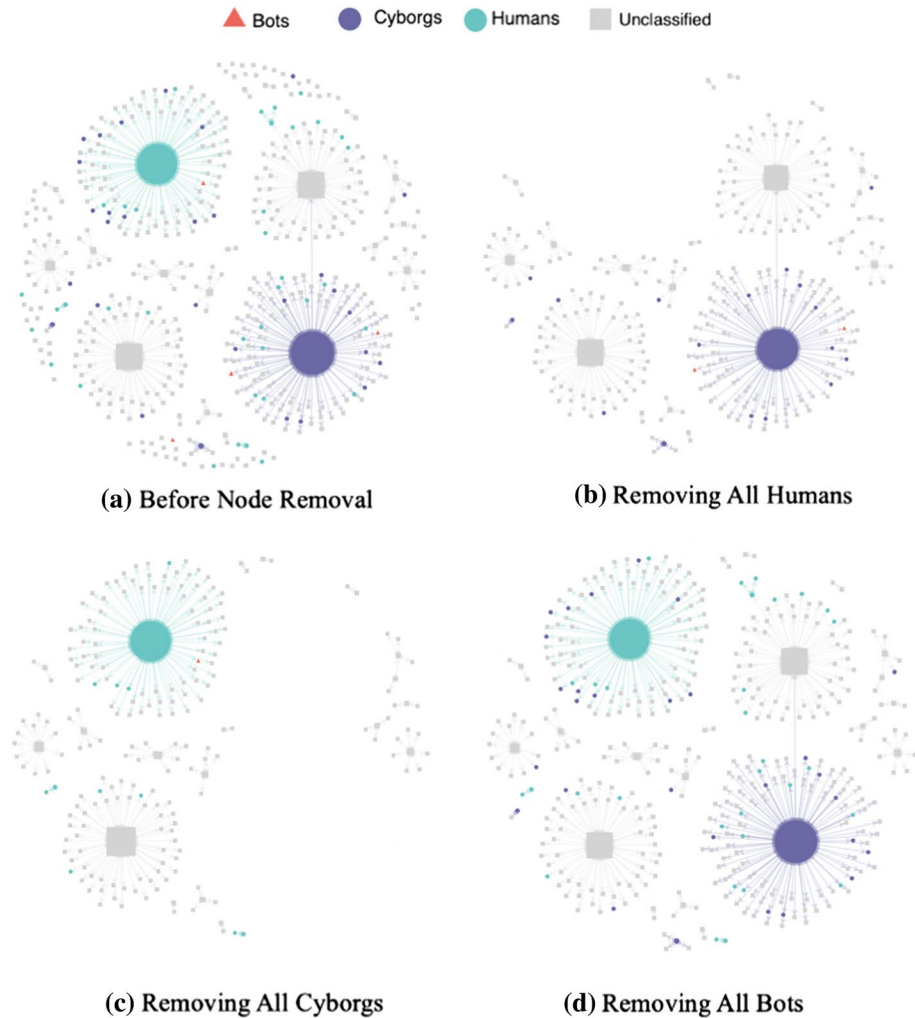 Bots Cyborgs Humans Unclassified
(a) Before Node Removal
(b) Removing All Humans
(c) Removing All Cyborgs
(d) Removing All Bots